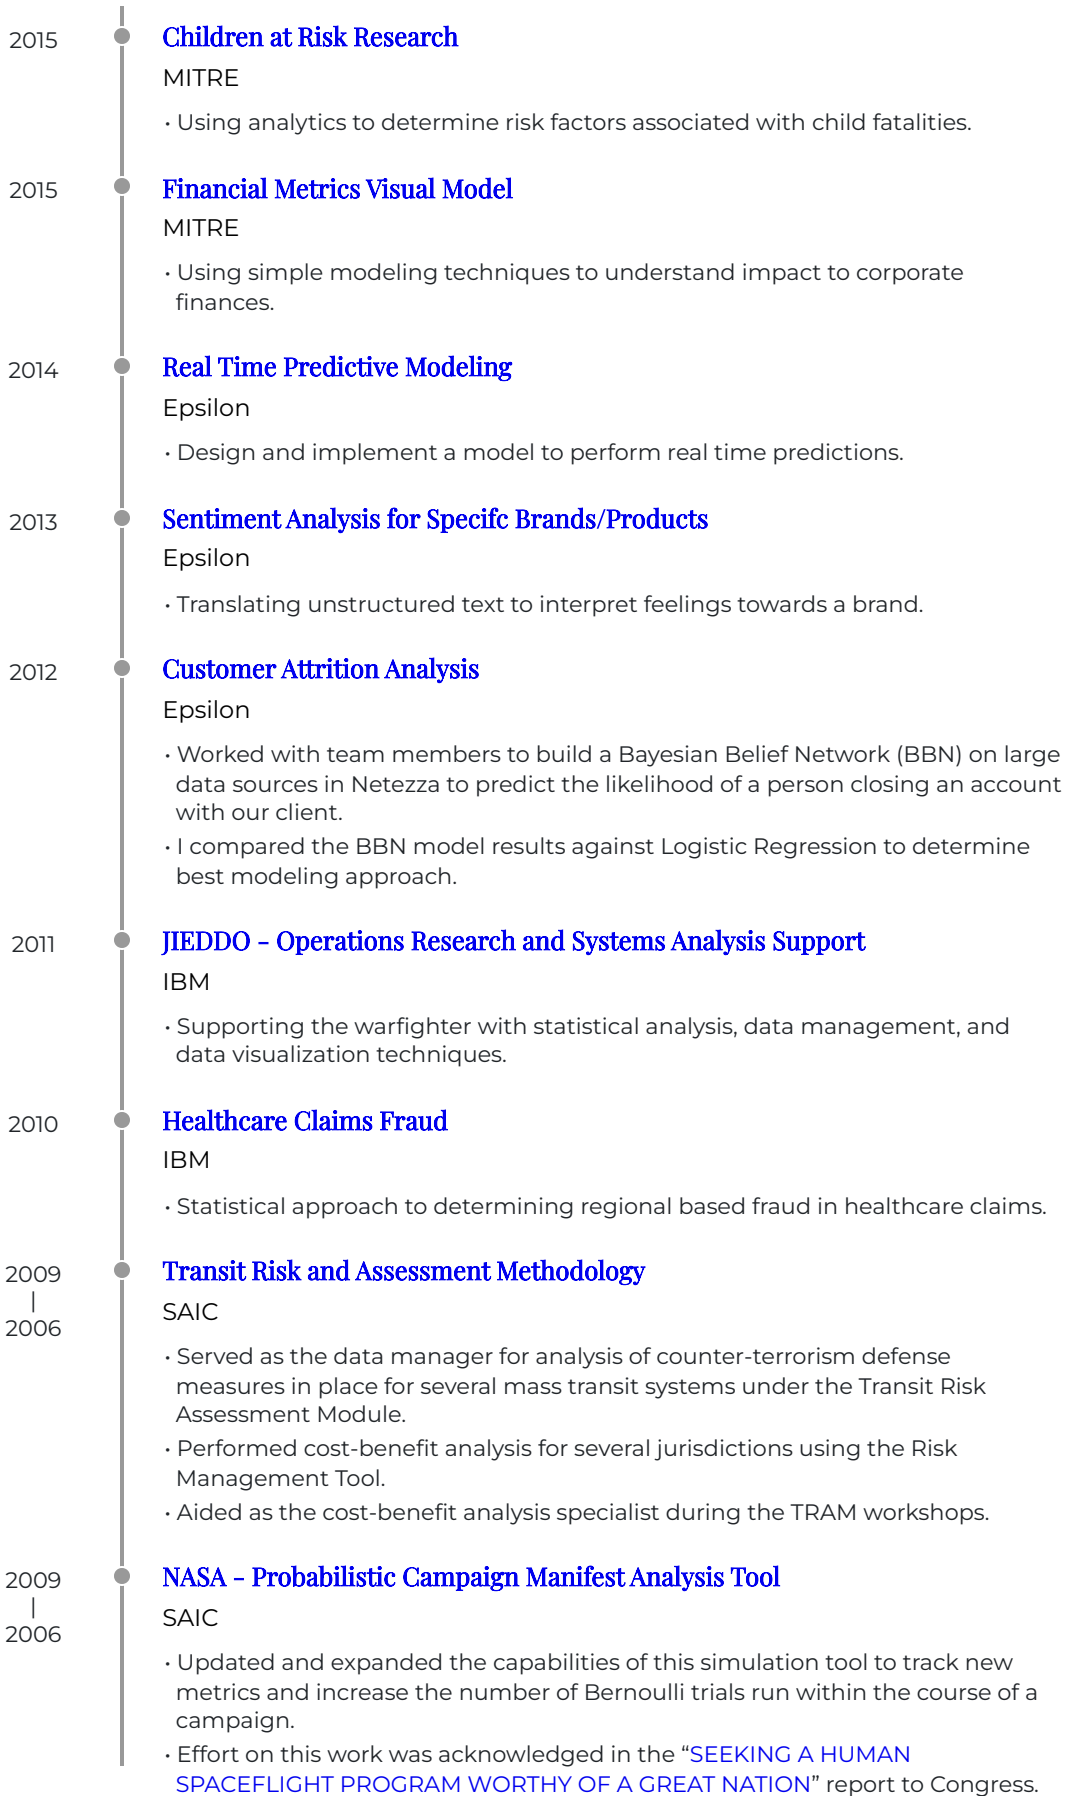 2015
Children at Risk Research
MITRE
• Using analytics to determine risk factors associated with child fatalities.
2015
Financial Metrics Visual Model
MITRE
• Using simple modeling techniques to understand impact to corporate
finances.
2014
Real Time Predictive Modeling
Epsilon
• Design and implement a model to perform real time predictions.
2013
Sentiment Analysis for Specifc Brands/Products
Epsilon
• Translating unstructured text to interpret feelings towards a brand.
2012
Customer Attrition Analysis
Epsilon
• Worked with team members to build a Bayesian Belief Network (BBN) on large
data sources in Netezza to predict the likelihood of a person closing an account
with our client.
• I compared the BBN model results against Logistic Regression to determine
best modeling approach.
2011
JIEDDO - Operations Research and Systems Analysis Support
IBM
• Supporting the warfighter with statistical analysis, data management, and
data visualization techniques.
2010
Healthcare Claims Fraud
IBM
• Statistical approach to determining regional based fraud in healthcare claims.
2009
|
2006
Transit Risk and Assessment Methodology
SAIC
• Served as the data manager for analysis of counter-terrorism defense
measures in place for several mass transit systems under the Transit Risk
Assessment Module.
• Performed cost-benefit analysis for several jurisdictions using the Risk
Management Tool.
• Aided as the cost-benefit analysis specialist during the TRAM workshops.
2009
|
2006
NASA - Probabilistic Campaign Manifest Analysis Tool
SAIC
• Updated and expanded the capabilities of this simulation tool to track new
metrics and increase the number of Bernoulli trials run within the course of a
campaign.
• Effort on this work was acknowledged in the “SEEKING A HUMAN
SPACEFLIGHT PROGRAM WORTHY OF A GREAT NATION” report to Congress.